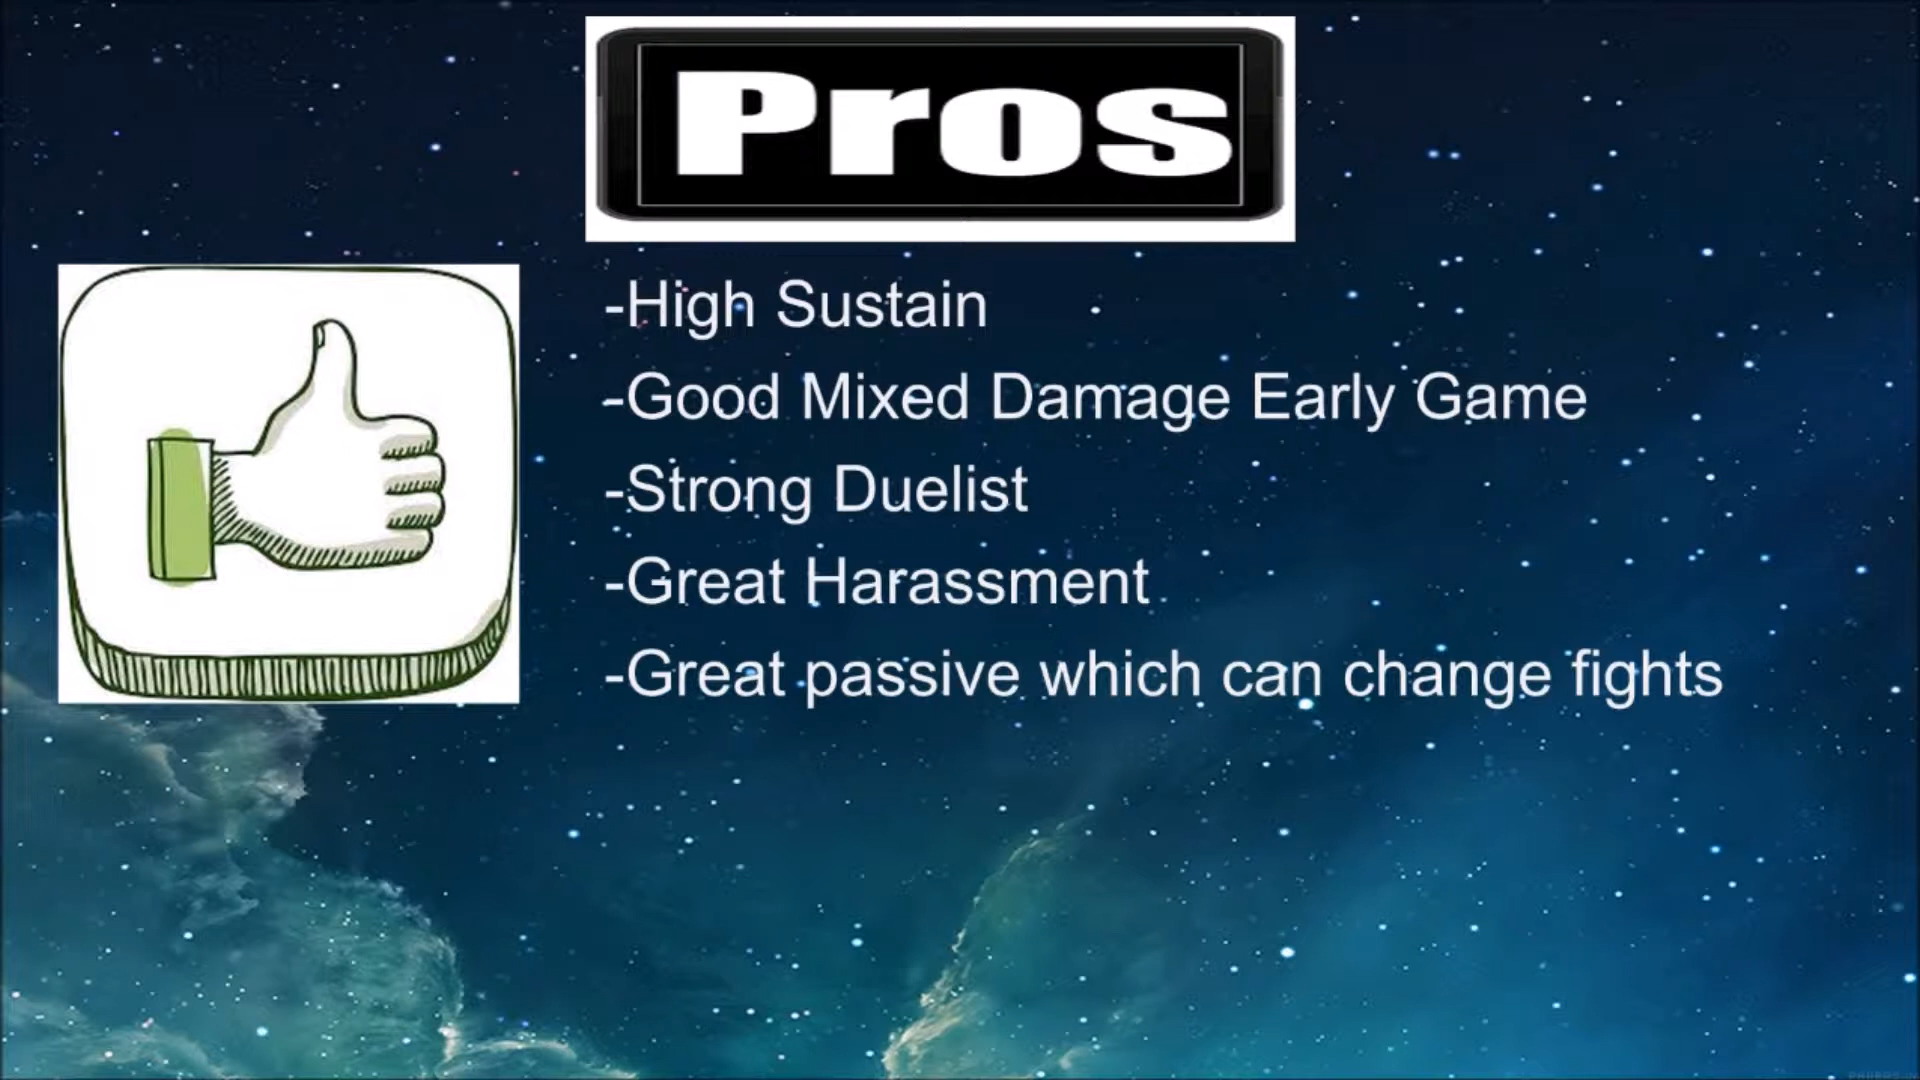 Pros
-High Sustain
-Good Mixed Damage Early Game
-Strong Duelist
-Great Harassment
-Great passive which can change fights